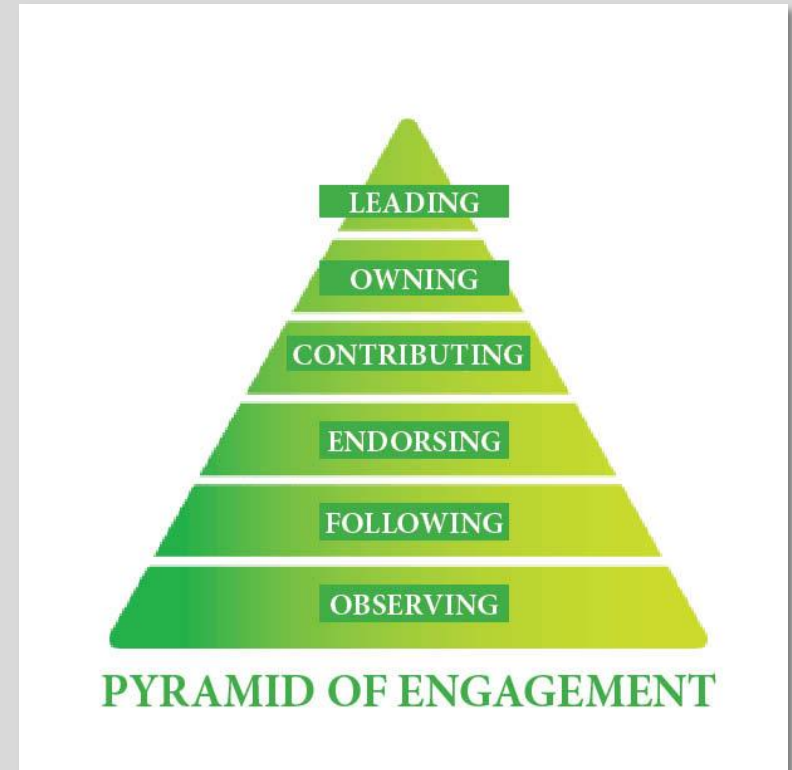 LEADING
OWNING
CONTRIBUTING
ENDORSING
FOLLOWING
OBSERVING
PYRAMID OF ENGAGEMENT